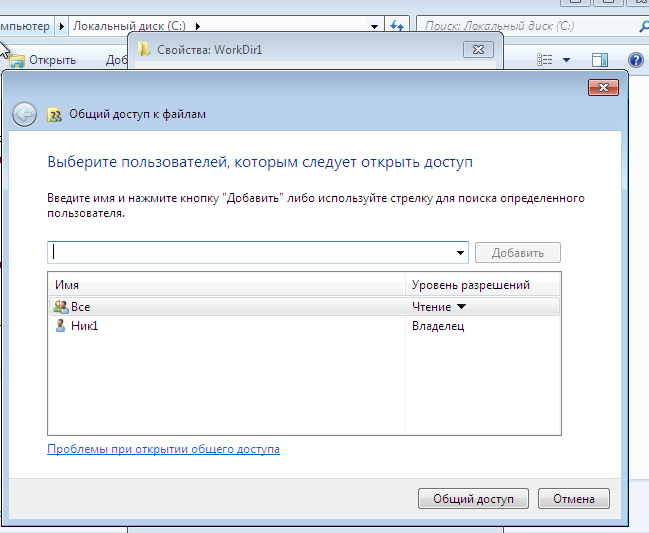 Локальный диск (C:)
Поиск: Локальный диск (C:)
Открыть
Свойства: WorkDir1
Общий доступ к файлам
Выберите пользователей, которым следует открыть доступ
Введите имя и нажмите кнопку "Добавить" либо используйте стрелку для поиска определенного
пользователя.
Добавить
Имя Уровень разрешений
Все Чтение
Ник1 Владелец
Проблемы при открытии общего доступа
Общий доступ Отмена